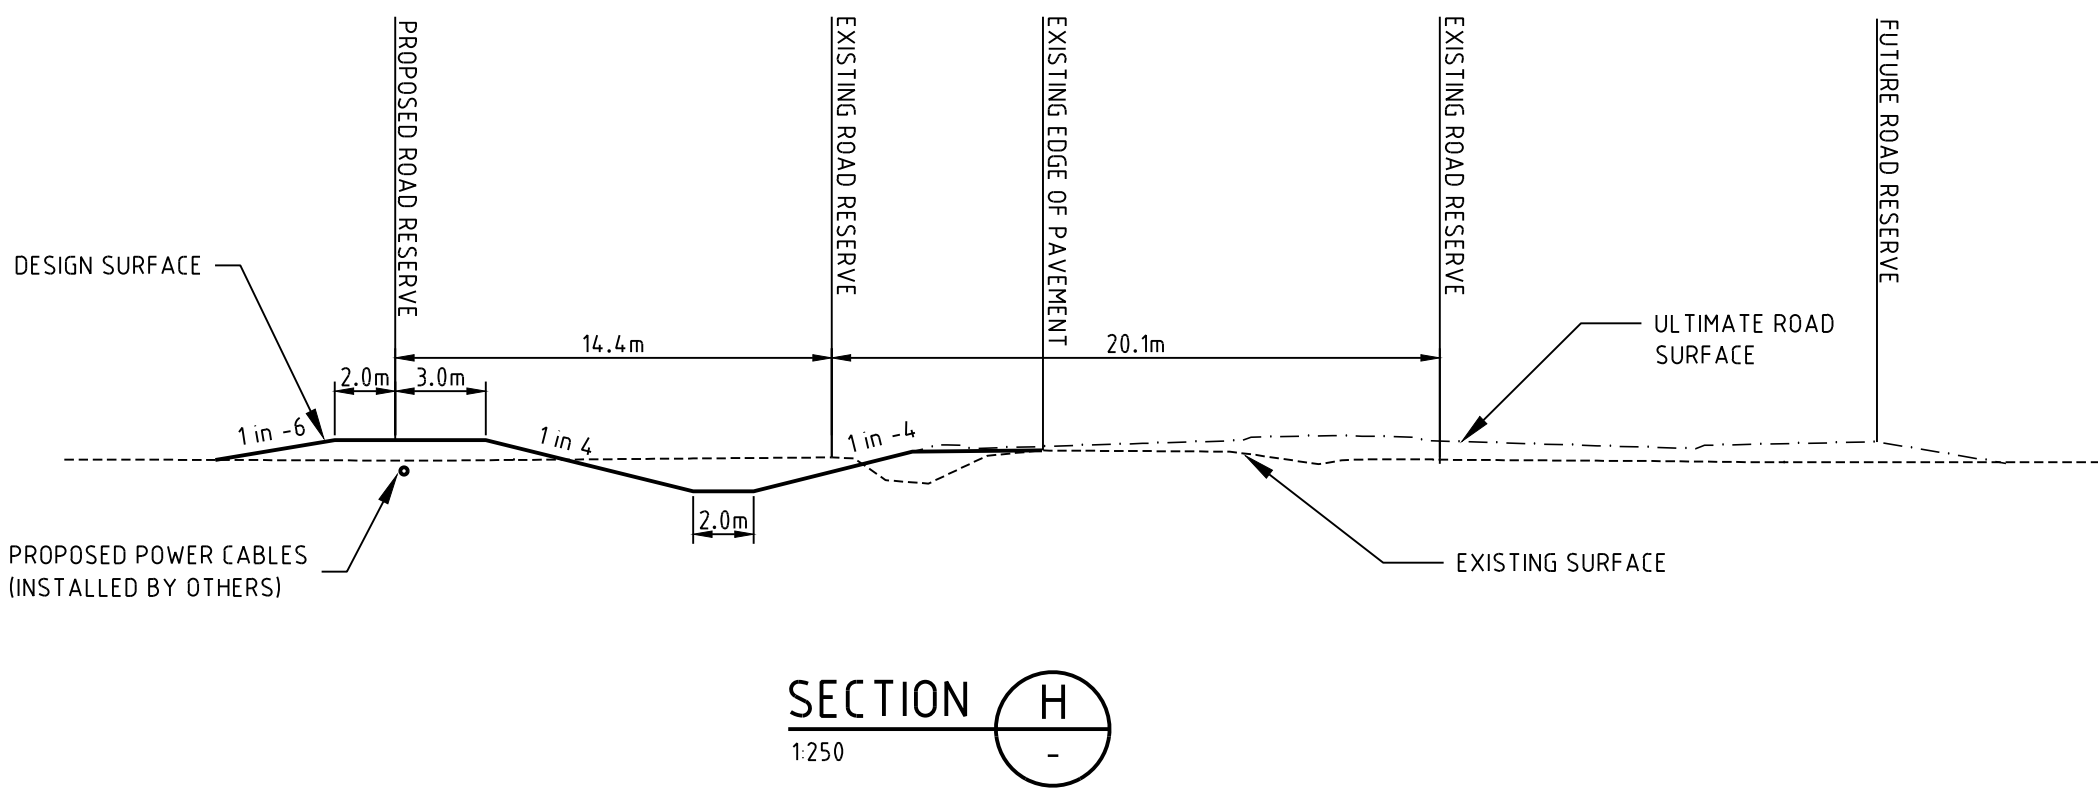 PROPOSED ROAD RESERVE
EXISTING ROAD RESERVE
EXISTING EDGE OF PAVEMENT
EXISTING ROAD RESERVE
FUTURE ROAD RESERVE
DESIGN SURFACE
ULTIMATE ROAD
SURFACE
14.4m
20.1m
2.0m
3.0m
1 in -6
1 in 4
1 in -4
2.0m
PROPOSED POWER CABLES
(INSTALLED BY OTHERS)
EXISTING SURFACE
SECTION
H
1:250
-